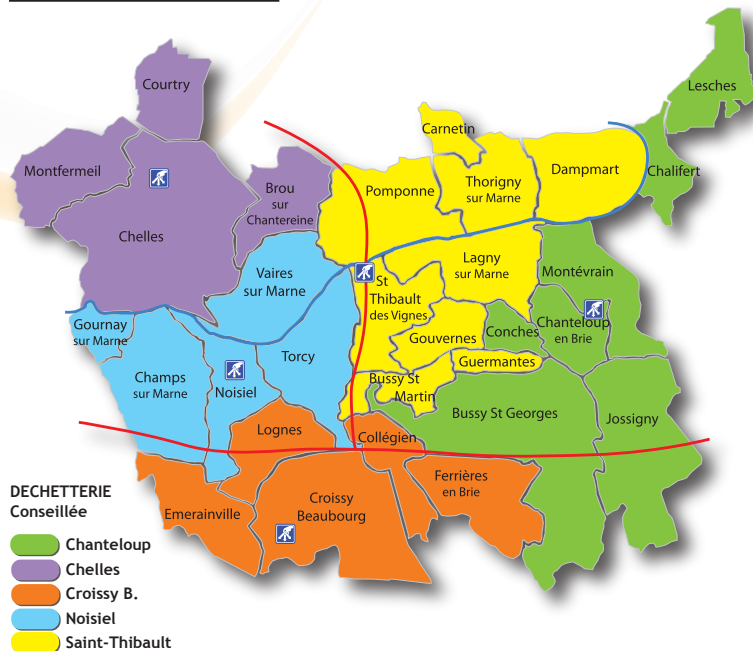 Courtry
Lesches
Carnetin
Montfermeil
Brou
sur
Chantereine
Pomponne
Thorigny
sur Marne
Dampmart
Chalifert
Chelles
Vaires
sur Marne
Lagny
sur Marne
Montévrain
St
Thibault
des Vignes
Gournay
sur Marne
Gouvernes
Conches
Chanteloup
en Brie
Torcy
Guermantes
Champs
sur Marne
Noisiel
Bussy St
Martin
Bussy St Georges
Jossigny
Lognes
Collégien
Ferrières
en Brie
Emerainville
Croissy
Beaubourg
DECHETTERIE
Conseillée
Chanteloup
Chelles
Croissy B.
Noisiel
Saint-Thibault